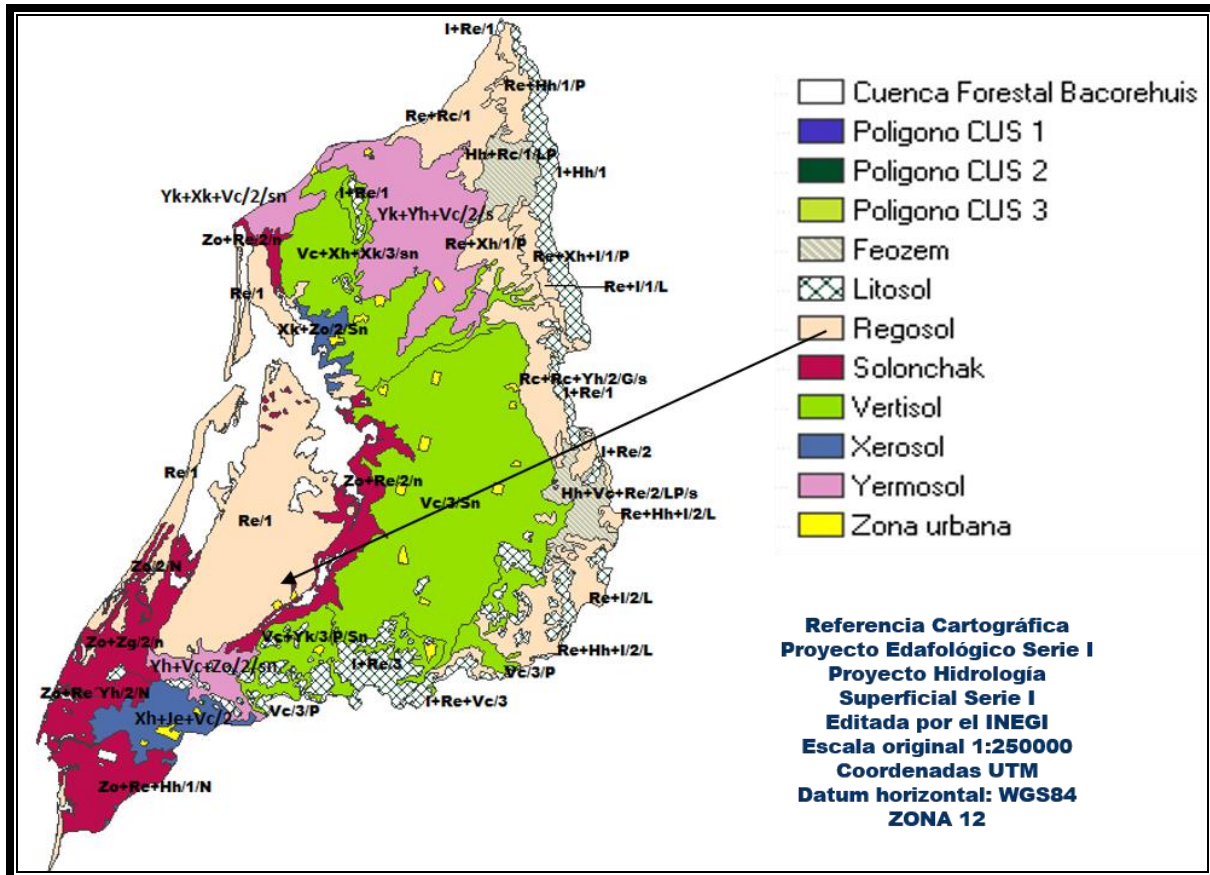 I+Re/1
Re+Hh/1/P
Re+Rc/1
Hh+Rc/1/LP
I+Hh/1
Yk+Xk+Vc/2/sn
I+Re/1
Yk+Yh+Vc/2/s
Zo+Re/2/n
Vc+Xh+Xk/3/sn
Re+Xh/1/P
Re+Xh+I/1/P
Re+I/1/L
Re/1
Xk+Zo/2/Sn
Rc+Rc+Yh/2/G/s
I+Re/1
I+Re/2
Re/1
Zo+Re/2/n
Vc/3/Sn
Hh+Vc+Re/2/LP/s
Re+Hh+I/2/L
Re/1
Zo/2/N
Re+I/2/L
Zo+Zg/2/n
Vc+Yk/3/P/Sn
Re+Hh+I/2/L
Yh+Vc+Zo/2/sn
I+Re/3
Vc/3/P
Zo+Re´Yh/2/N
I+Re+Vc/3
Xh+Je+Vc/2
Vc/3/P
Zo+Re+Hh/1/N
Cuenca Forestal Bacorehuis
Poligono CUS 1
Poligono CUS 2
Poligono CUS 3
Feozem
Litosol
Regosol
Solonchak
Vertisol
Xerosol
Yermosol
Zona urbana
Referencia Cartográfica
Proyecto Edafológico Serie I
Proyecto Hidrología
Superficial Serie I
Editada por el INEGI
Escala original 1:250000
Coordenadas UTM
Datum horizontal: WGS84
ZONA 12